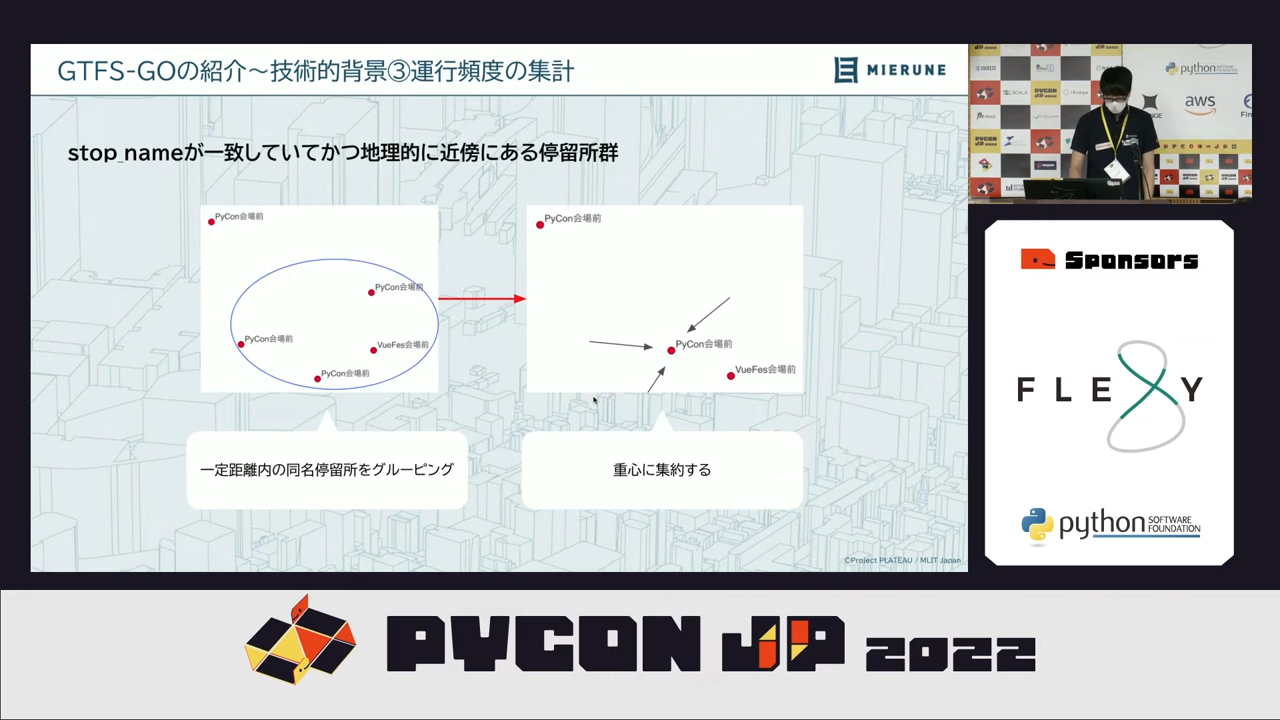 GTFS-GOの紹介～技術的背景③運行頻度の集計
MIERUNE
stop_nameが一致していてかつ地理的に近傍にある停留所群
PyCon会場前
PyCon会場前
PyCon会場前
VueFes会場前
PyCon会場前
PyCon会場前
PyCon会場前
VueFes会場前
一定距離内の同名停留所をグルーピング
重心に集約する
©Project PLATEAU / MLIT Japan
python
aws
Sponsors
FLEXY
python SOFTWARE FOUNDATION
PYCON JP 2022